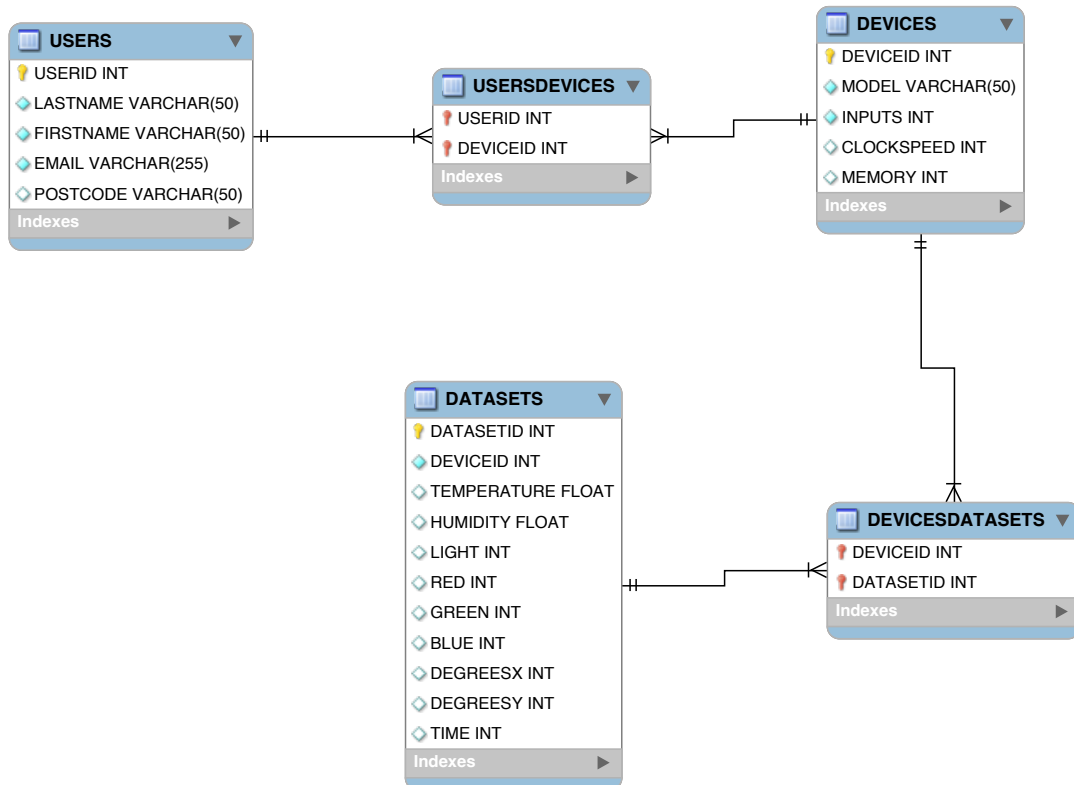 USERS
USERID INT
LASTNAME VARCHAR(50)
FIRSTNAME VARCHAR(50)
EMAIL VARCHAR(255)
POSTCODE VARCHAR(50)
Indexes
USERSDEVICES
USERID INT
DEVICEID INT
Indexes
DEVICES
DEVICEID INT
MODEL VARCHAR(50)
INPUTS INT
CLOCKSPEED INT
MEMORY INT
Indexes
DATASETS
DATASETID INT
DEVICEID INT
TEMPERATURE FLOAT
HUMIDITY FLOAT
LIGHT INT
RED INT
GREEN INT
BLUE INT
DEGREESX INT
DEGREESY INT
TIME INT
Indexes
DEVICESDATASETS
DEVICEID INT
DATASETID INT
Indexes